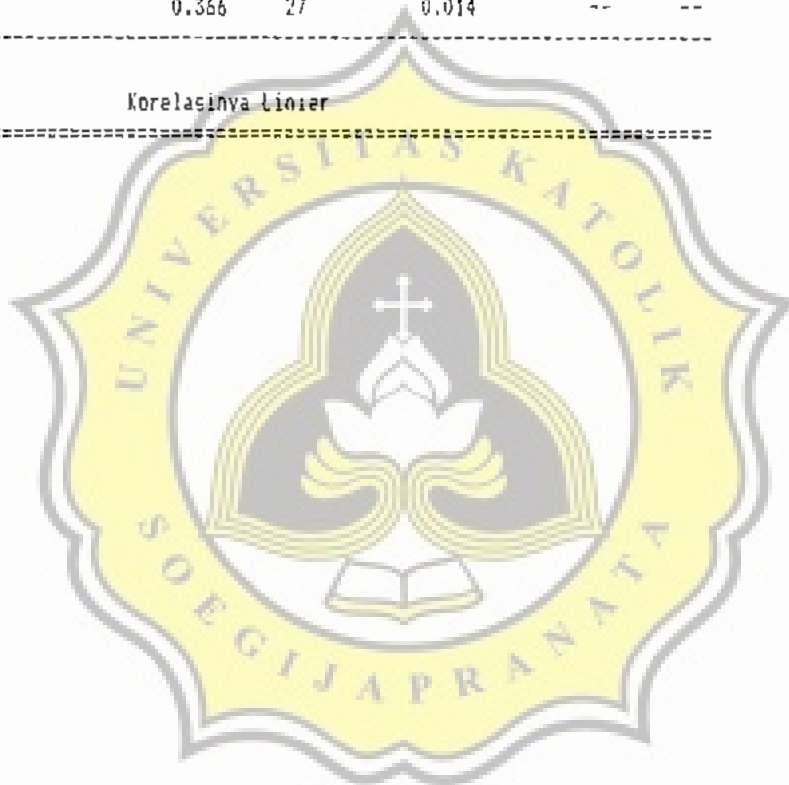 0.366 27 0.014 -- --
Korelasinya Linier
UNIVERSITAS KATOLIK
SOEGIJAPRANATA